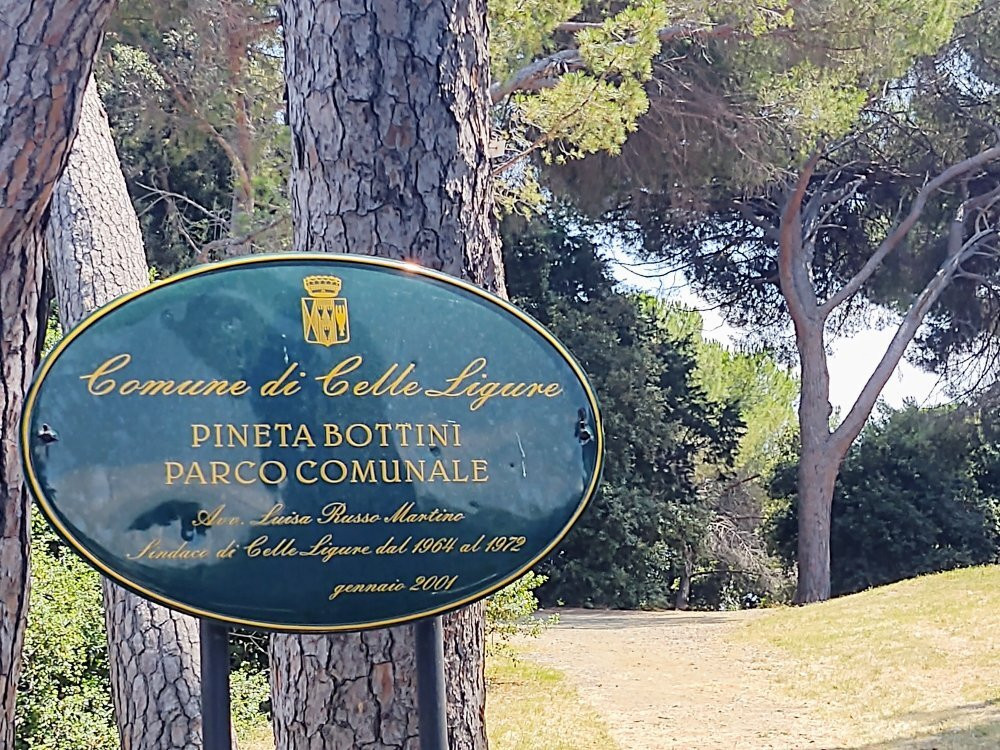 Comune di Celle Ligure
PINETA BOTTINI
PARCO COMUNALE
Avv. Luisa Russo Martino
Sindaco di Celle Ligure dal 1964 al 1972
gennaio 2001